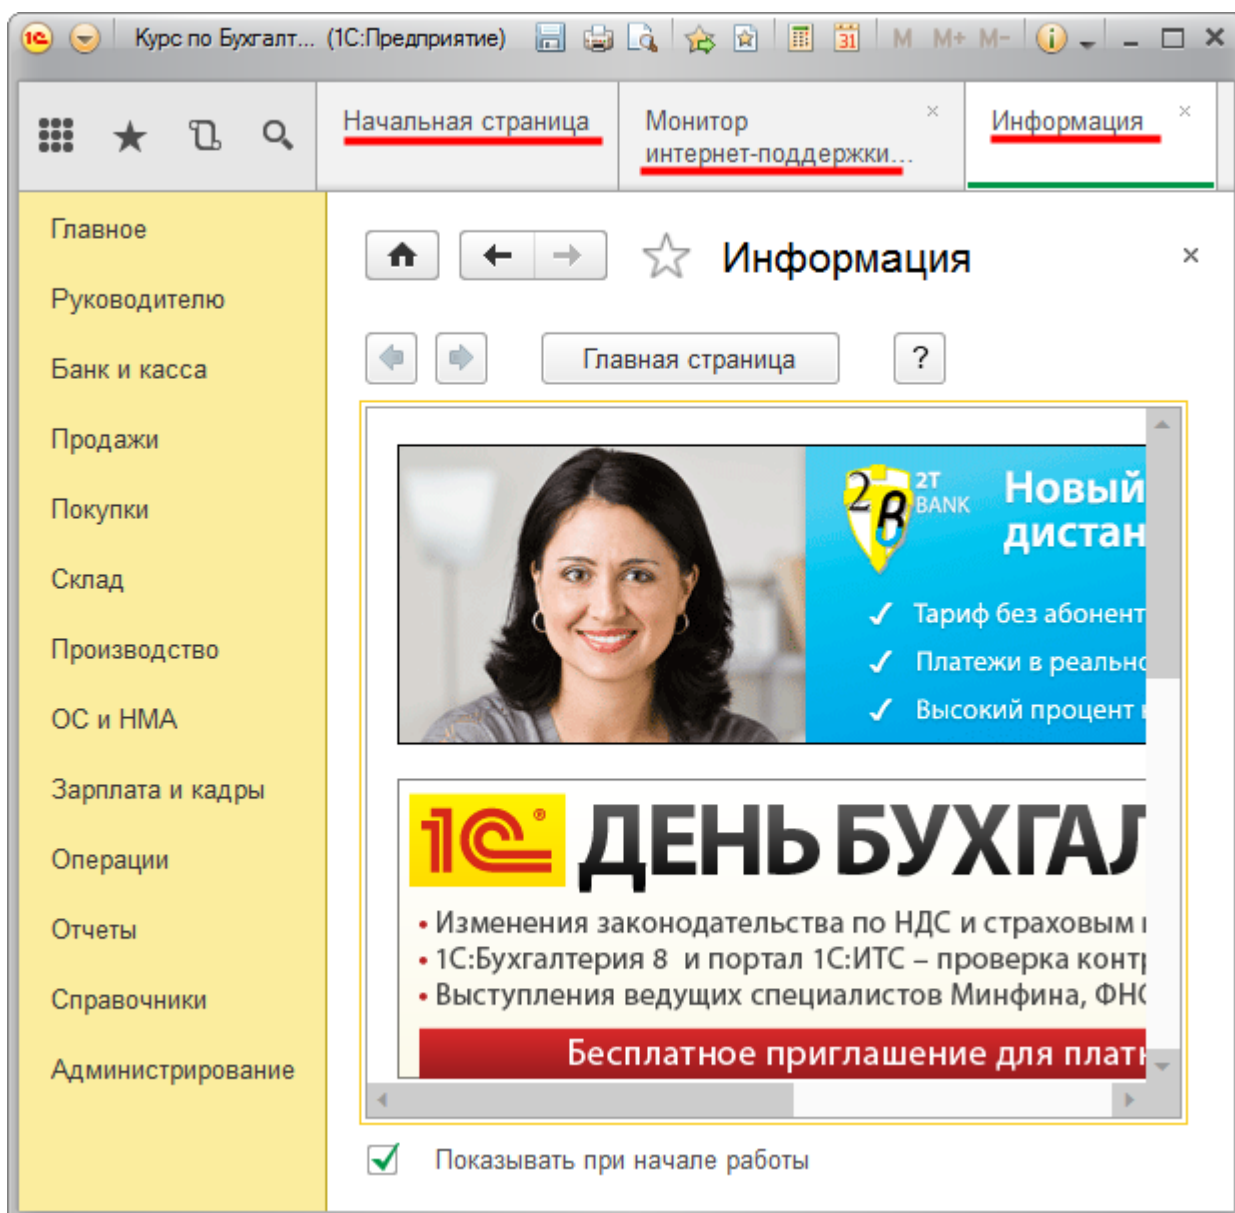 Курс по Бухгалт... (1С:Предприятие)
31 M M+ M-
Начальная страница
Монитор
интернет-поддержки...
Информация
Главное
Руководителю
Банк и касса
Продажи
Покупки
Склад
Производство
ОС и НМА
Зарплата и кадры
Операции
Отчеты
Справочники
Администрирование
Информация
Главная страница
?
2T
BANK
Новый
дистан
Тариф без абонент
Платежи в реально
Высокий процент
1С ДЕНЬ БУХГАЛ
• Изменения законодательства по НДС и страховым
• 1С:Бухгалтерия 8 и портал 1С:ИТС – проверка конт
• Выступления ведущих специалистов Минфина, ФНС
Бесплатное приглашение для плат
Показывать при начале работы